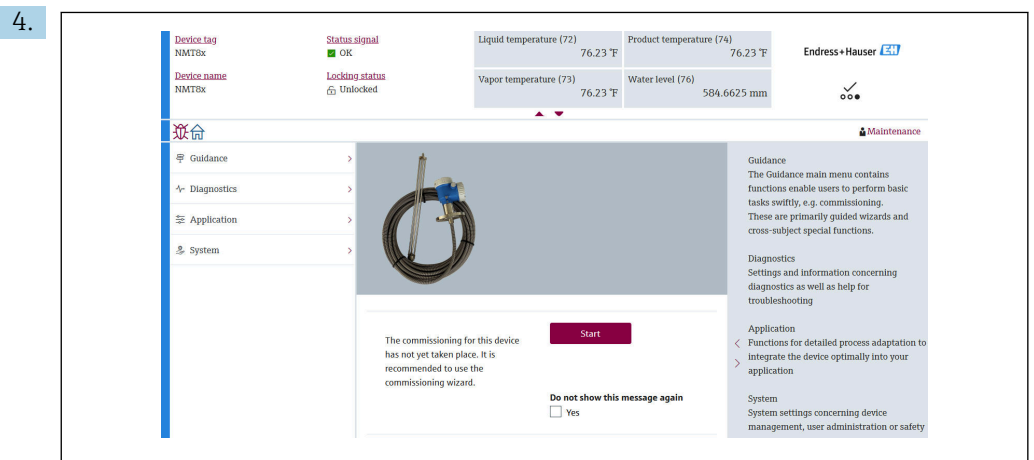 4.
Device tag
NMT8x
Status signal
OK
Liquid temperature (72)
76.23 °F
Product temperature (74)
76.23 °F
Endress+Hauser EH
Device name
NMT8x
Locking status
Unlocked
Vapor temperature (73)
76.23 °F
Water level (76)
584.6625 mm
Maintenance
Guidance
Diagnostics
Application
System
The commissioning for this device
has not yet taken place. It is
recommended to use the
commissioning wizard.
Start
Do not show this message again
Yes
Guidance
The Guidance main menu contains
functions enable users to perform basic
tasks swiftly, e.g. commissioning.
These are primarily guided wizards and
cross-subject special functions.
Diagnostics
Settings and information concerning
diagnostics as well as help for
troubleshooting
Application
Functions for detailed process adaptation to
integrate the device optimally into your
application
System
System settings concerning device
management, user administration or safety